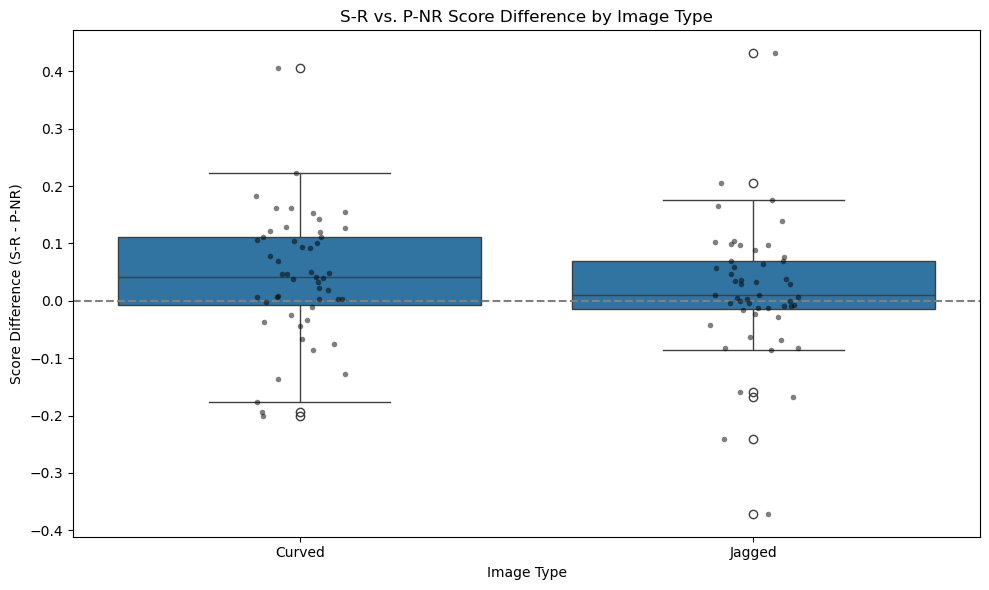 S-R vs. P-NR Score Difference by Image Type
Score Difference (S-R - P-NR)
0.4
0.3
0.2
0.1
0.0
−0.1
−0.2
−0.3
−0.4
Curved
Jagged
Image Type